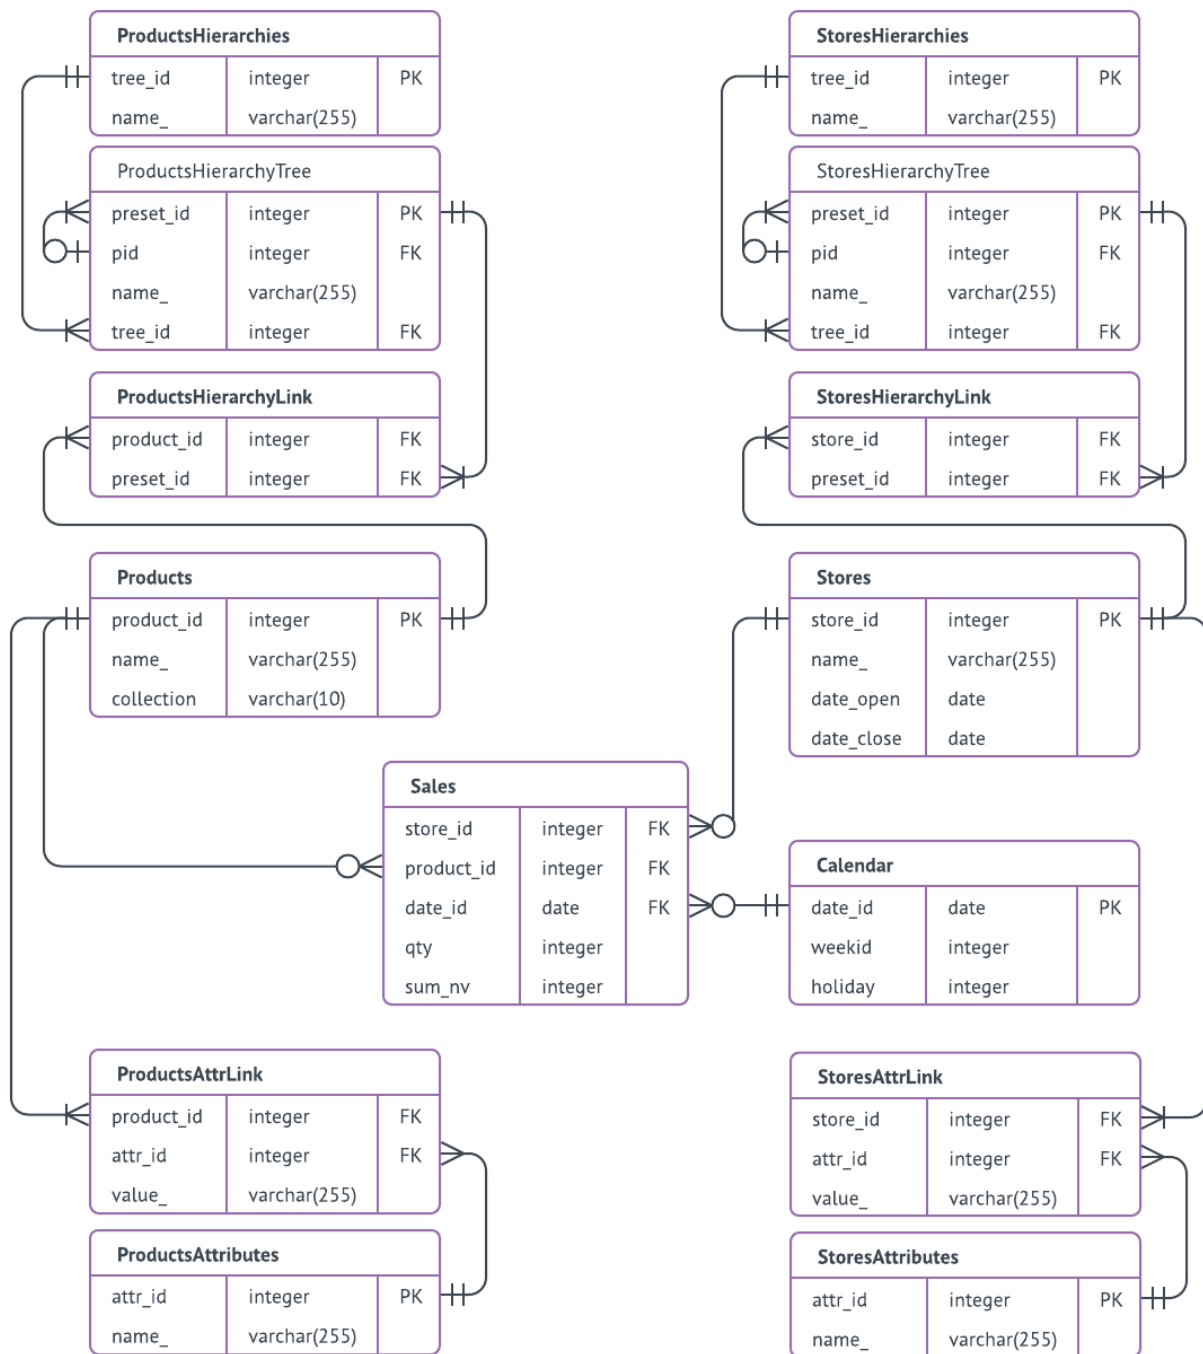 ProductsHierarchies
tree_id integer PK
name_ varchar(255)
ProductsHierarchyTree
preset_id integer PK
pid integer FK
name_ varchar(255)
tree_id integer FK
ProductsHierarchyLink
product_id integer FK
preset_id integer FK
Products
product_id integer PK
name_ varchar(255)
collection varchar(10)
StoresHierarchies
tree_id integer PK
name_ varchar(255)
StoresHierarchyTree
preset_id integer PK
pid integer FK
name_ varchar(255)
tree_id integer FK
StoresHierarchyLink
store_id integer FK
preset_id integer FK
Stores
store_id integer PK
name_ varchar(255)
date_open date
date_close date
Sales
store_id integer FK
product_id integer FK
date_id date FK
qty integer
sum_nv integer
Calendar
date_id date PK
weekid integer
holiday integer
ProductsAttrLink
product_id integer FK
attr_id integer FK
value_ varchar(255)
ProductsAttributes
attr_id integer PK
name_ varchar(255)
StoresAttrLink
store_id integer FK
attr_id integer FK
value_ varchar(255)
StoresAttributes
attr_id integer PK
name_ varchar(255)